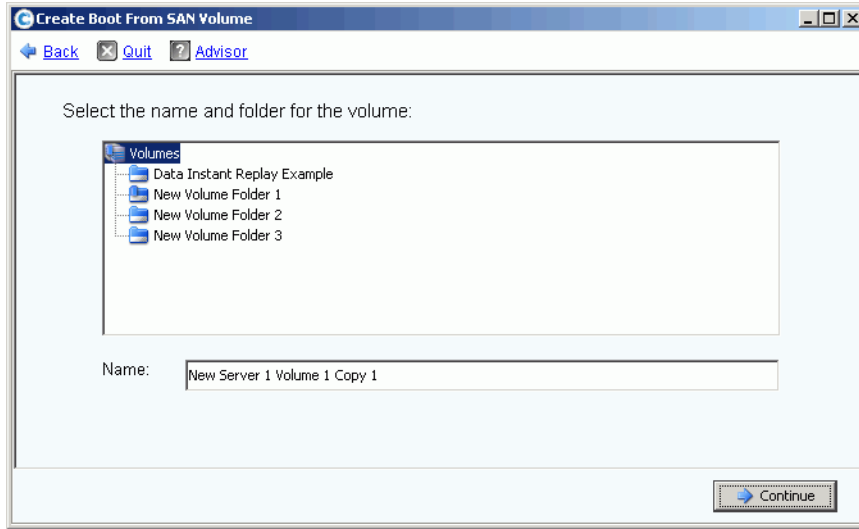 Create Boot From SAN Volume
Back Quit ? Advisor
Select the name and folder for the volume:
Volumes
Data Instant Replay Example
New Volume Folder 1
New Volume Folder 2
New Volume Folder 3
Name: New Server 1 Volume 1 Copy 1
Continue